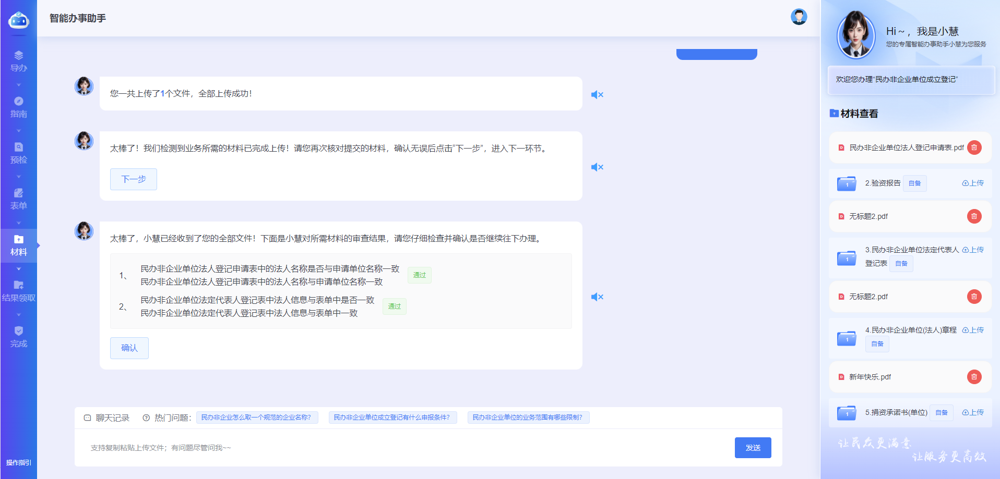 智能办事助手
导办
指南
预检
表单
材料
结果领取
完成
操作指引
您一共上传了1个文件，全部上传成功！
太棒了！我们检测到业务所需的材料已完成上传！请您再次核对提交的材料，确认无误后点击“下一步”，进入下一环节。
下一步
太棒了，小慧已经收到了您的全部文件！下面是小慧对所需材料的审查结果，请您仔细检查并确认是否继续往下办理。
1、 民办非企业单位法人登记申请表中的法人名称是否与申请单位名称一致 通过
民办非企业单位法人登记申请表中的法人名称与申请单位名称一致
2、 民办非企业单位法定代表人登记表中法人信息与表单中是否一致 通过
民办非企业单位法定代表人登记表中法人信息与表单中一致
确认
聊天记录 热门问题： 民办非企业怎么取一个规范的企业名称？ 民办非企业单位成立登记有什么申报条件？ 民办非企业单位的业务范围有哪些限制？
支持复制粘贴上传文件；有问题尽管问我~~
发送
Hi～，我是小慧
您的专属智能办事助手小慧为您服务
欢迎您办理“民办非企业单位成立登记”
材料查看
民办非企业单位法人登记申请表.pdf
1 2.验资报告 自备 上传
无标题2.pdf
1 3.民办非企业单位法定代表人 上传
登记表 自备
无标题2.pdf
1 4.民办非企业单位(法人)章程 上传
自备
新年快乐.pdf
1 5.捐资承诺书(单位) 自备 上传
让民众更满意
让服务更高效